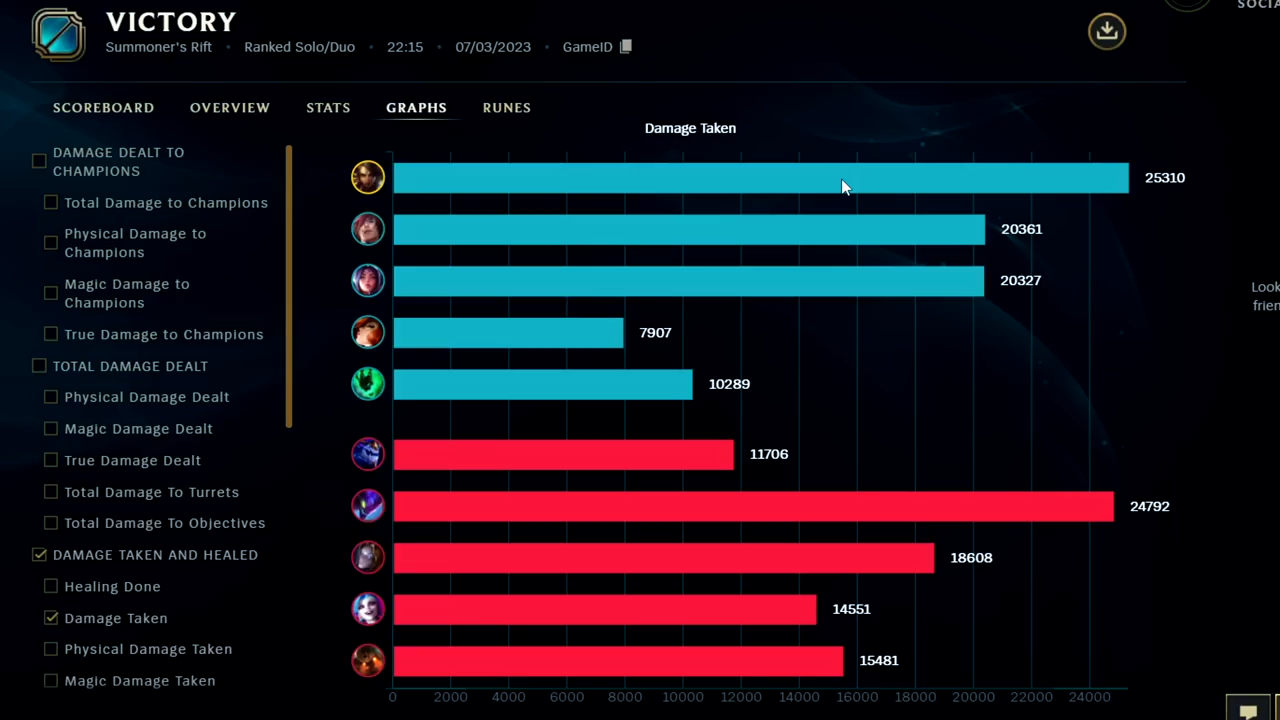 VICTORY
SOCIA
Summoner's Rift • Ranked Solo/Duo • 22:15 • 07/03/2023 • GameID
SCOREBOARD OVERVIEW STATS GRAPHS RUNES
Damage Taken
DAMAGE DEALT TO
CHAMPIONS
Total Damage to Champions
Physical Damage to
Champions
Magic Damage to
Champions
True Damage to Champions
TOTAL DAMAGE DEALT
Physical Damage Dealt
Magic Damage Dealt
True Damage Dealt
Total Damage To Turrets
Total Damage To Objectives
DAMAGE TAKEN AND HEALED
Healing Done
Damage Taken
Physical Damage Taken
Magic Damage Taken
25310
20361
20327
7907
10289
11706
24792
18608
14551
15481
0 2000 4000 6000 8000 10000 12000 14000 16000 18000 20000 22000 24000
Look
frien